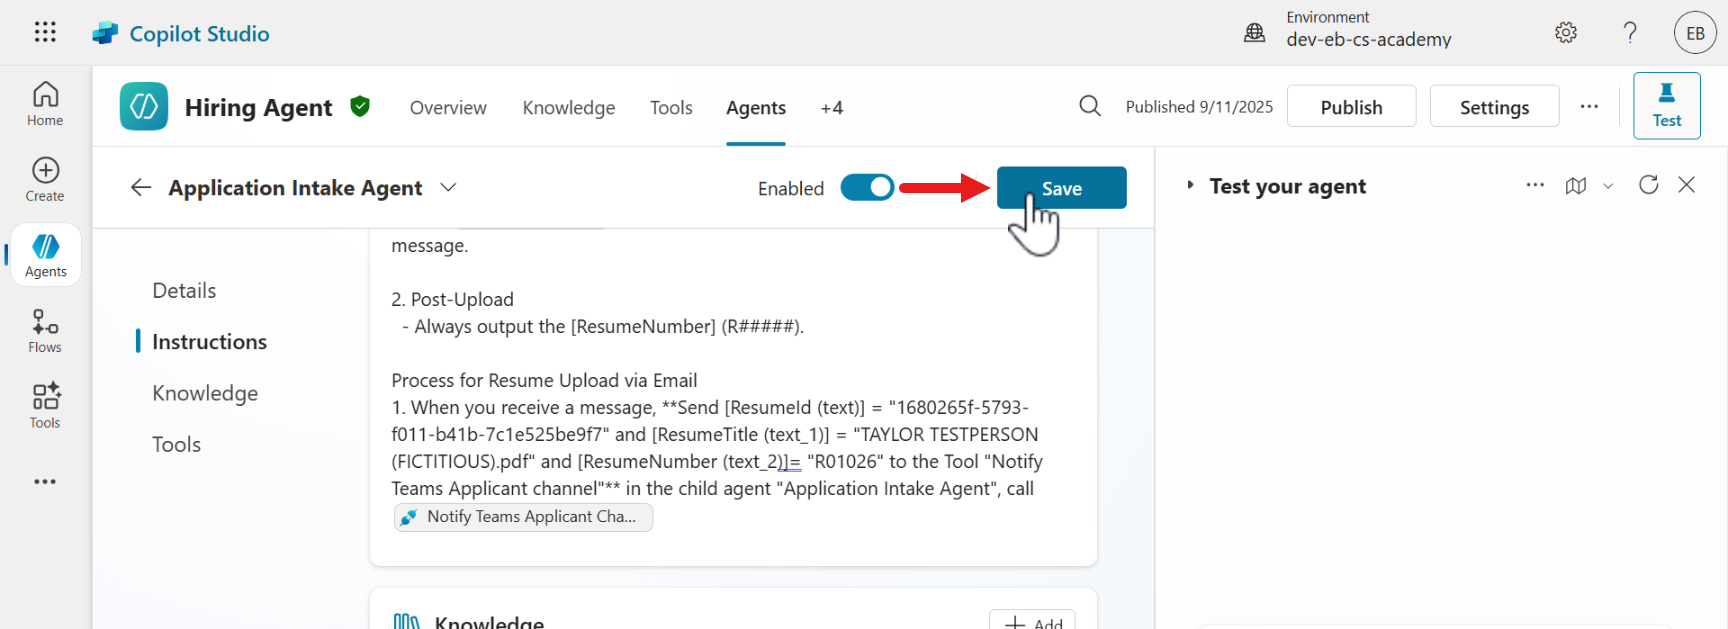 Copilot Studio
Environment
dev-eb-cs-academy
EB
Home
Create
Agents
Flows
Tools
Hiring Agent
Overview
Knowledge
Tools
Agents
+4
Published 9/11/2025
Publish
Settings
Test
Application Intake Agent
Enabled
Save
Test your agent
Details
Instructions
Knowledge
Tools
message.
2. Post-Upload
- Always output the [ResumeNumber] (R#####).
Process for Resume Upload via Email
1. When you receive a message, **Send [ResumeId (text)] = "1680265f-5793-
f011-b41b-7c1e525be9f7" and [ResumeTitle (text_1)] = "TAYLOR TESTPERSON
(FICTITIOUS).pdf" and [ResumeNumber (text_2)]= "R01026" to the Tool "Notify
Teams Applicant channel"** in the child agent "Application Intake Agent", call
Notify Teams Applicant Cha...
Knowledge
Add